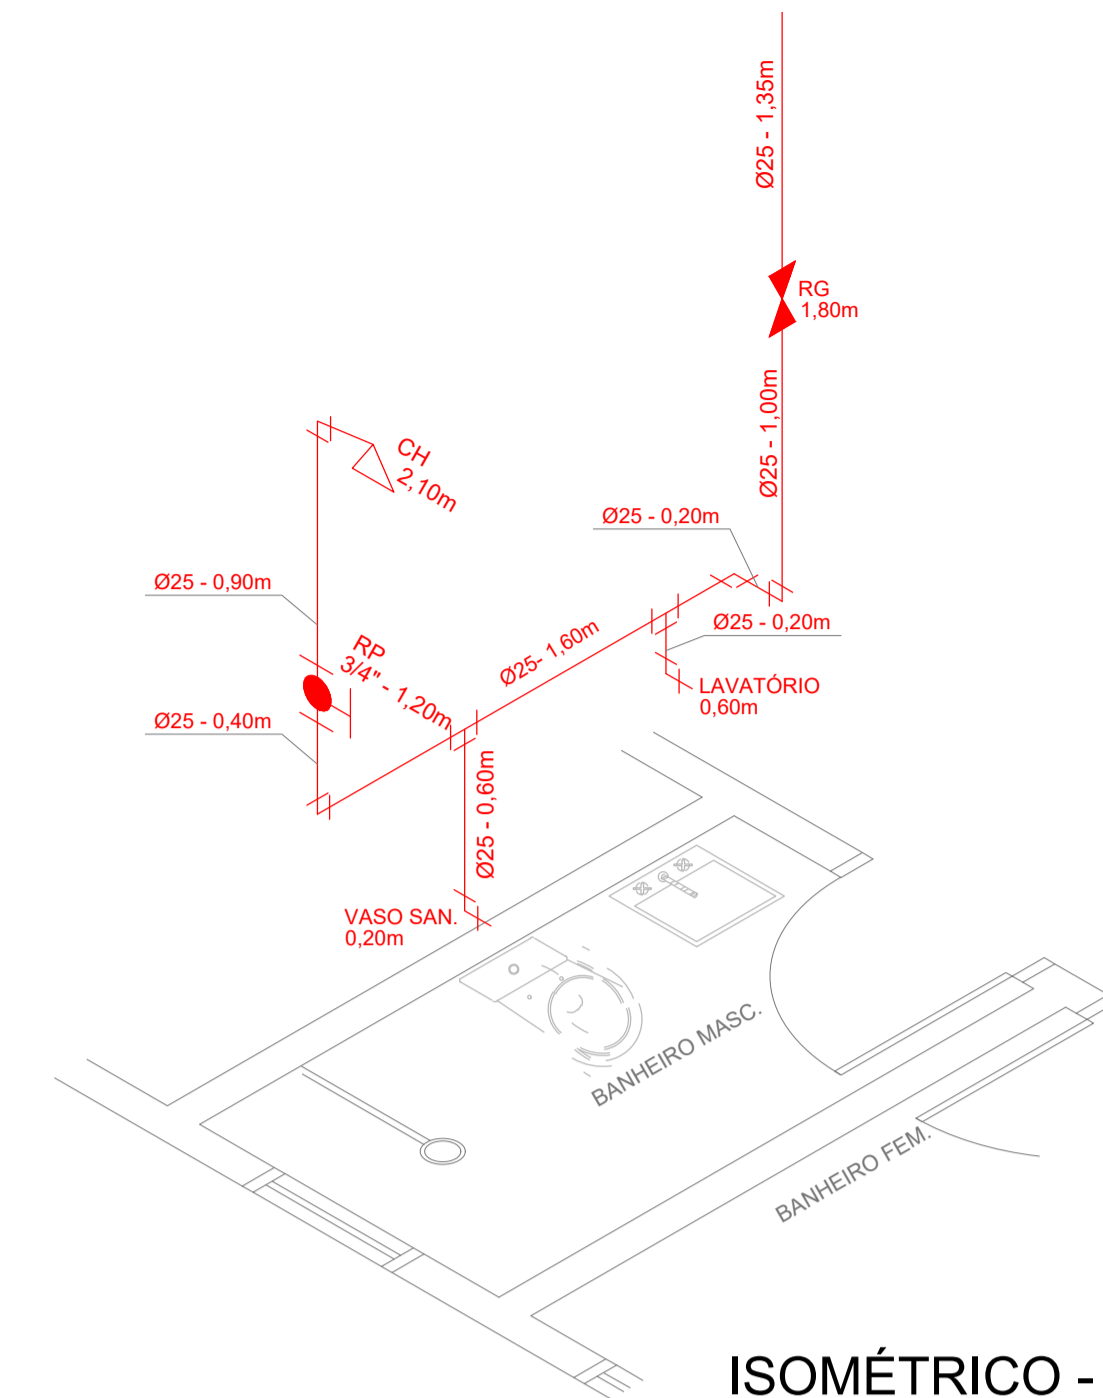 Ø25 - 1,35m
RG
1,80m
Ø25 - 1,00m
CH
2,10m
Ø25 - 0,20m
Ø25 - 0,90m
Ø25 - 0,20m
RP
3/4" - 1,20m
Ø25- 1,60m
LAVATÓRIO
0,60m
Ø25 - 0,40m
Ø25 - 0,60m
VASO SAN.
0,20m
BANHEIRO MASC.
BANHEIRO FEM.
ISOMÉTRICO -